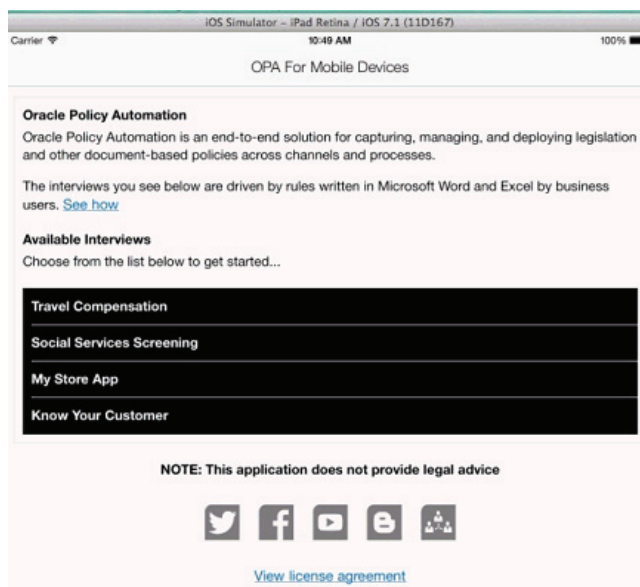 iOS Simulator – iPad Retina / iOS 7.1 (11D167)
Carrier 10:49 AM 100%
OPA For Mobile Devices
Oracle Policy Automation
Oracle Policy Automation is an end-to-end solution for capturing, managing, and deploying legislation
and other document-based policies across channels and processes.
The interviews you see below are driven by rules written in Microsoft Word and Excel by business
users. See how
Available Interviews
Choose from the list below to get started...
Travel Compensation
Social Services Screening
My Store App
Know Your Customer
NOTE: This application does not provide legal advice
View license agreement